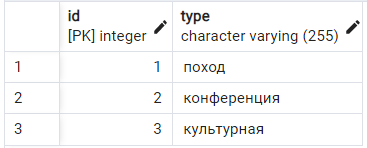 id type
[PK] integer character varying (255)
1 1 поход
2 2 конференция
3 3 культурная